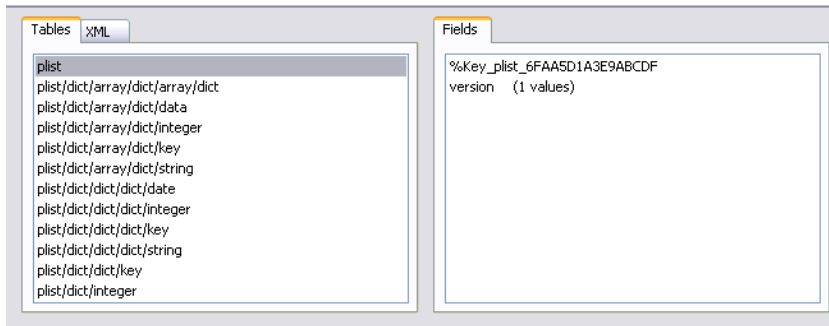 Tables
XML
plist
plist/dict/array/dict/array/dict
plist/dict/array/dict/data
plist/dict/array/dict/integer
plist/dict/array/dict/key
plist/dict/array/dict/string
plist/dict/dict/dict/date
plist/dict/dict/dict/integer
plist/dict/dict/dict/key
plist/dict/dict/dict/string
plist/dict/dict/key
plist/dict/integer
Fields
%Key_plist_6FAA5D1A3E9ABCDF
version (1 values)